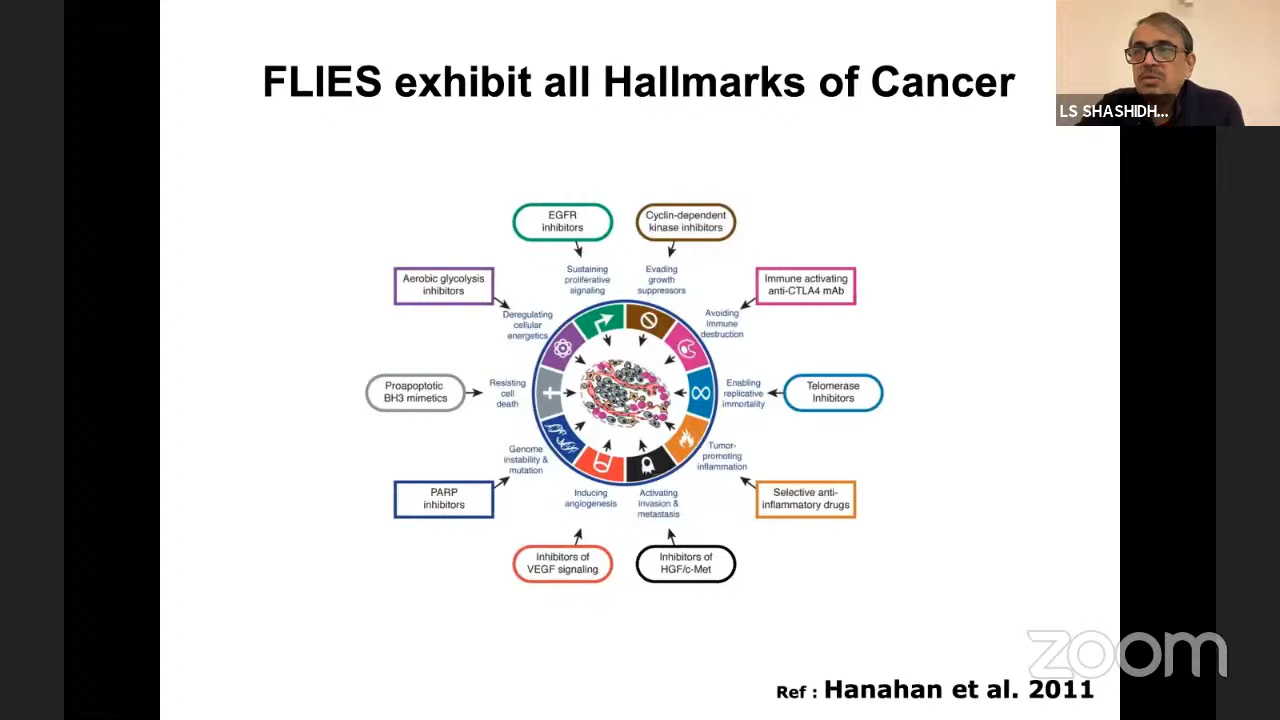 FLIES exhibit all Hallmarks of Cancer
LS SHASHIDH...
EGFR
inhibitors
Cyclin-dependent
kinase inhibitors
Sustaining
proliferative
signaling
Evading
growth
suppressors
Aerobic glycolysis
inhibitors
Immune activating
anti-CTLA4 mAb
Deregulating
cellular
energetics
Avoiding
immune
destruction
Proapoptotic
BH3 mimetics
Resisting
cell
death
Enabling
replicative
immortality
Telomerase
Inhibitors
Genome
instability &
mutation
Tumor-
promoting
inflammation
PARP
inhibitors
Inducing
angiogenesis
Activating
invasion &
metastasis
Selective anti-
inflammatory drugs
Inhibitors of
VEGF signaling
Inhibitors of
HGF/c-Met
zoom
Ref : Hanahan et al. 2011